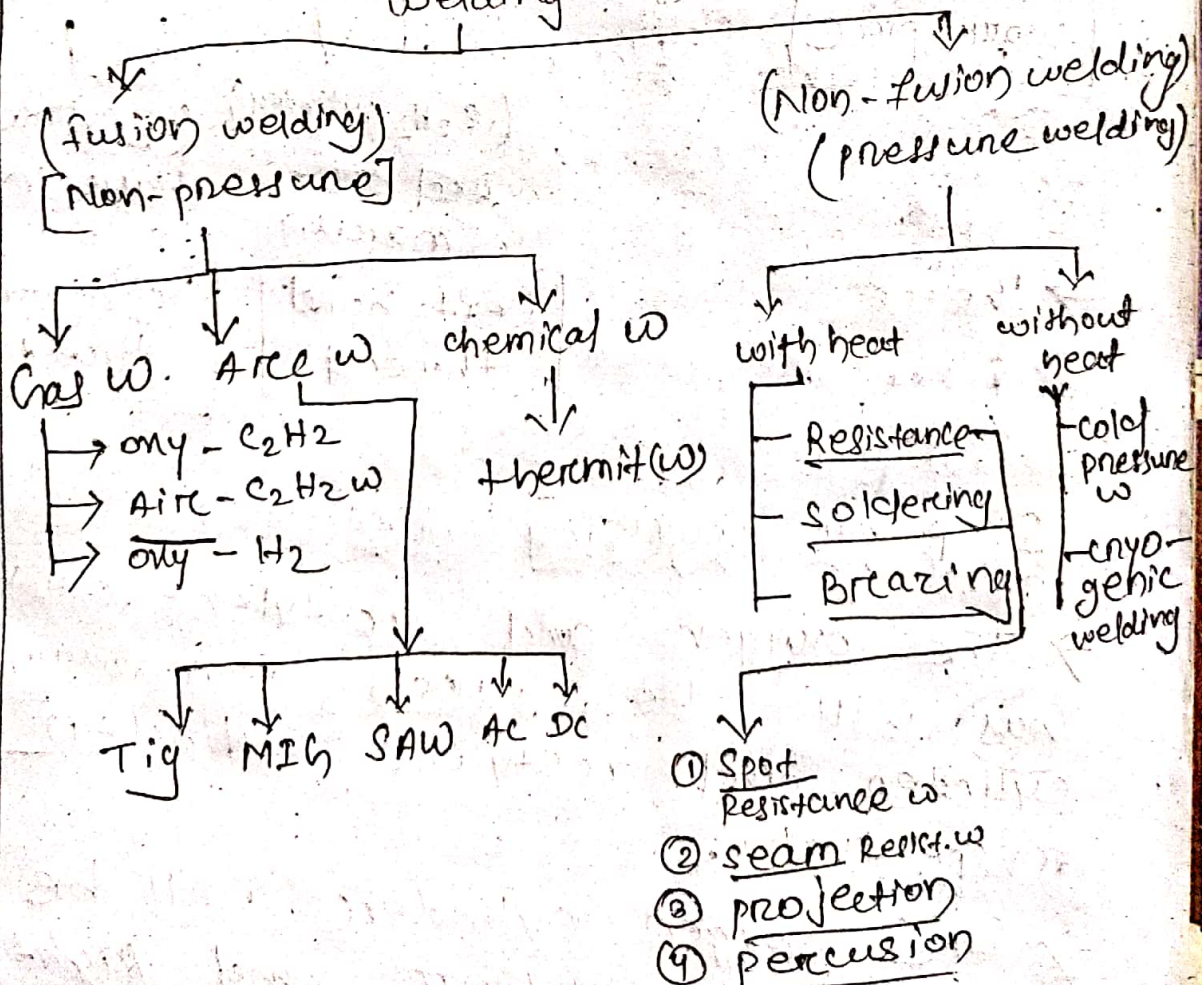 welding
(fusion welding)
[Non-pressure]
(Non-fusion welding)
(pressure welding)
Gas w.
Arc w
chemical w
with heat
without
heat
oxy - C2H2
Air - C2H2 w
oxy - H2
thermit (w)
Resistance
soldering
Brazing
cold
pressure
w
cryo-
genic
welding
Tig
MIG
SAW
AC
DC
① Spot
Resistance w
② seam Resist. w
③ projection
④ percusion